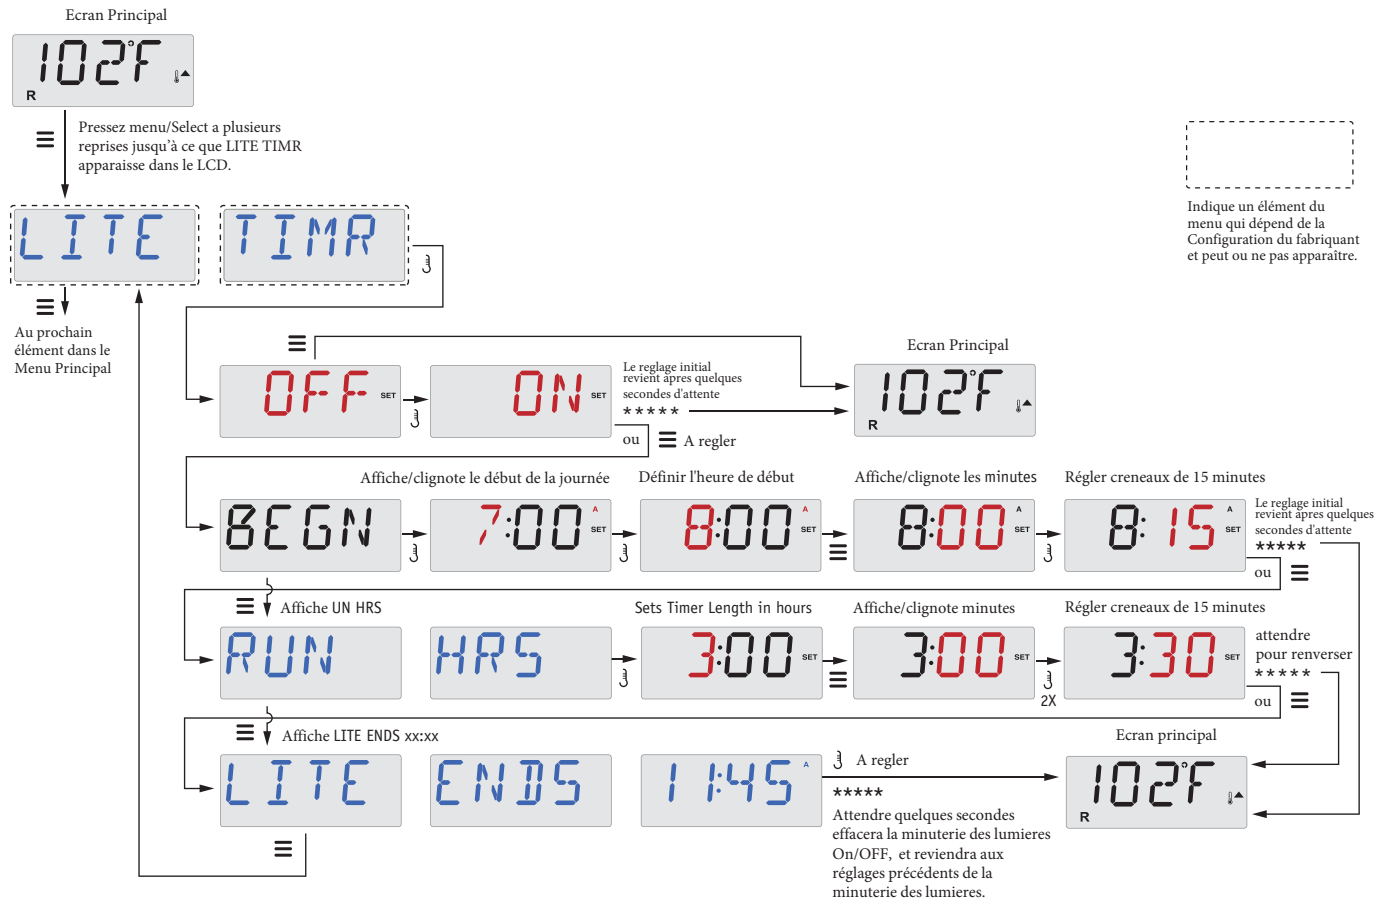 Ecran Principal
102°F
R
Pressez menu/Select a plusieurs
reprises jusqu'à ce que LITE TIMR
apparaisse dans le LCD.
LITE
TIMR
Indique un élément du
menu qui dépend de la
Configuration du fabriquant
et peut ou ne pas apparaître.
Au prochain
élément dans le
Menu Principal
OFF SET
ON SET
Le reglage initial
revient apres quelques
secondes d'attente
*****
ou
A regler
Ecran Principal
102°F
R
Affiche/clignote le début de la journée
Définir l'heure de début
Affiche/clignote les minutes
Régler creneaux de 15 minutes
BEGN
7:00 A SET
8:00 A SET
8:00 A SET
8:15 A SET
Le reglage initial
revient apres quelques
secondes d'attente
*****
ou
Affiche UN HRS
Sets Timer Length in hours
Affiche/clignote minutes
Régler creneaux de 15 minutes
RUN
HRS
3:00 SET
3:00 SET
2X
3:30 SET
attendre
pour renverser
*****
ou
Affiche LITE ENDS xx:xx
LITE
ENDS
11:45 A
A regler
*****
Attendre quelques secondes
effacera la minuterie des lumieres
On/OFF, et reviendra aux
réglages précédents de la
minuterie des lumieres.
Ecran principal
102°F
R